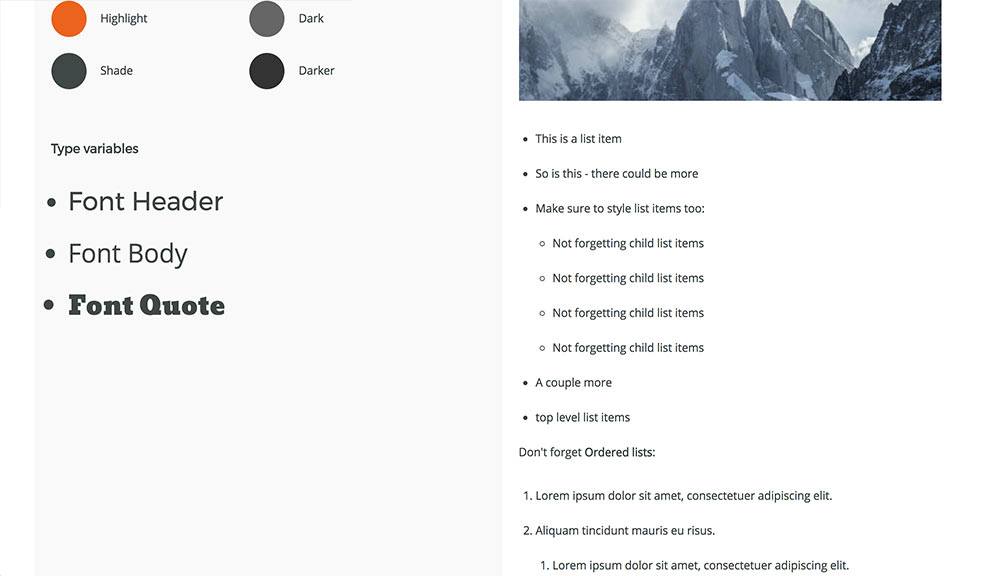 Highlight
Dark
Shade
Darker
Type variables
• Font Header
• Font Body
• Font Quote
• This is a list item
• So is this - there could be more
• Make sure to style list items too:
◦ Not forgetting child list items
◦ Not forgetting child list items
◦ Not forgetting child list items
◦ Not forgetting child list items
• A couple more
• top level list items
Don't forget Ordered lists:
1. Lorem ipsum dolor sit amet, consectetuer adipiscing elit.
2. Aliquam tincidunt mauris eu risus.
1. Lorem ipsum dolor sit amet, consectetuer adipiscing elit.